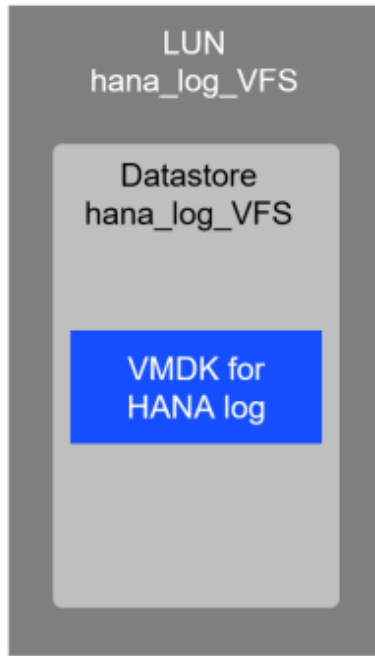 LUN
hana_log_VFS
Datastore
hana_log_VFS
VMDK for
HANA log